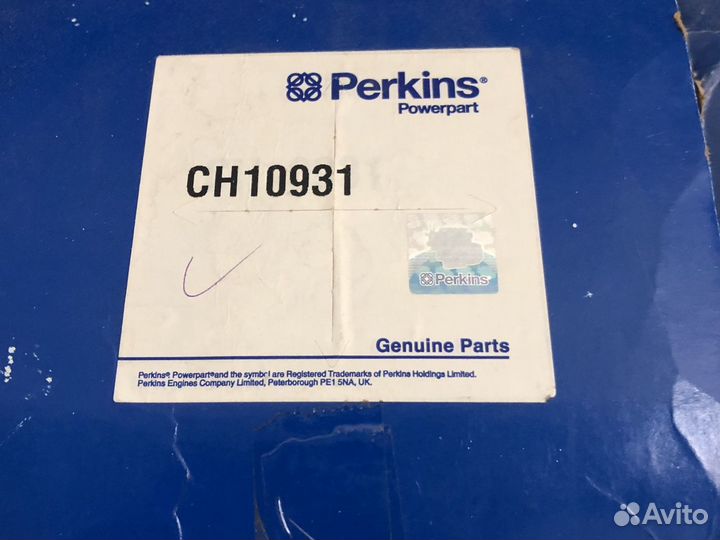 Perkins®
Powerpart
CH10931
Perkins
Genuine Parts
Perkins® Powerpart® and the symbol are Registered Trademarks of Perkins Holdings Limited.
Perkins Engines Company Limited, Peterborough PE1 5NA, UK.
Avito